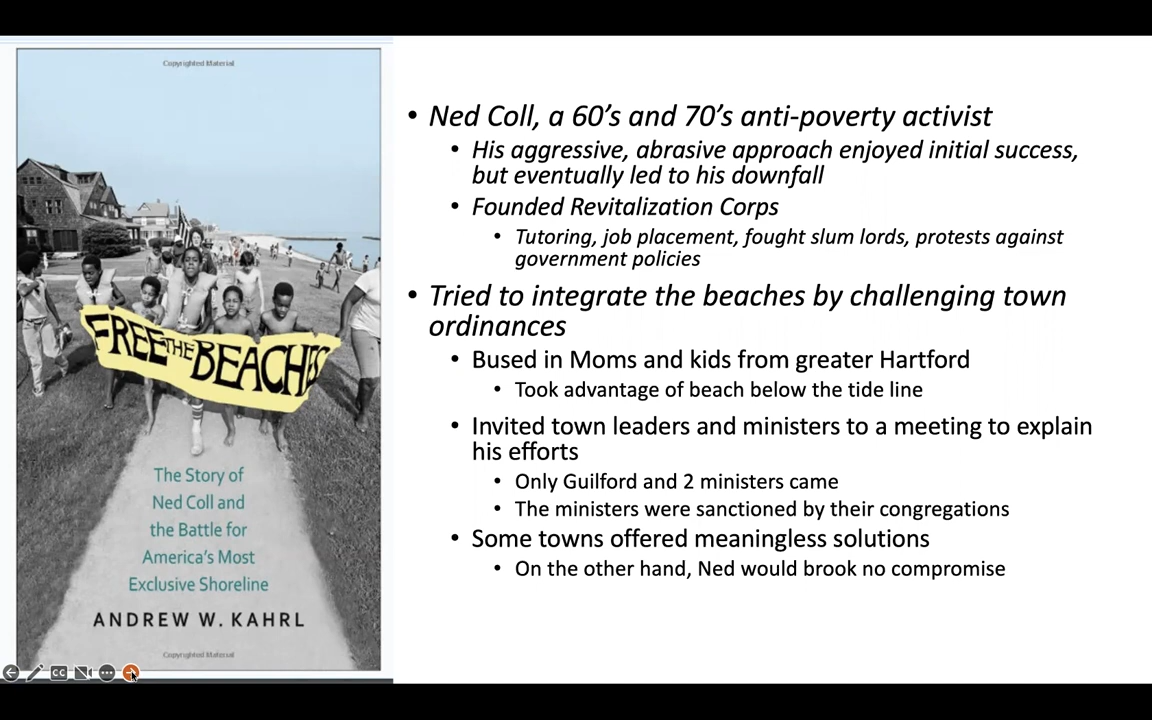 Copyrighted Material
FREE THE BEACHES
The Story of
Ned Coll and
the Battle for
America's Most
Exclusive Shoreline
ANDREW W. KAHRL
Copyrighted Material
• Ned Coll, a 60's and 70's anti-poverty activist
• His aggressive, abrasive approach enjoyed initial success,
but eventually led to his downfall
• Founded Revitalization Corps
• Tutoring, job placement, fought slum lords, protests against
government policies
• Tried to integrate the beaches by challenging town
ordinances
• Bused in Moms and kids from greater Hartford
• Took advantage of beach below the tide line
• Invited town leaders and ministers to a meeting to explain
his efforts
• Only Guilford and 2 ministers came
• The ministers were sanctioned by their congregations
• Some towns offered meaningless solutions
• On the other hand, Ned would brook no compromise
CC